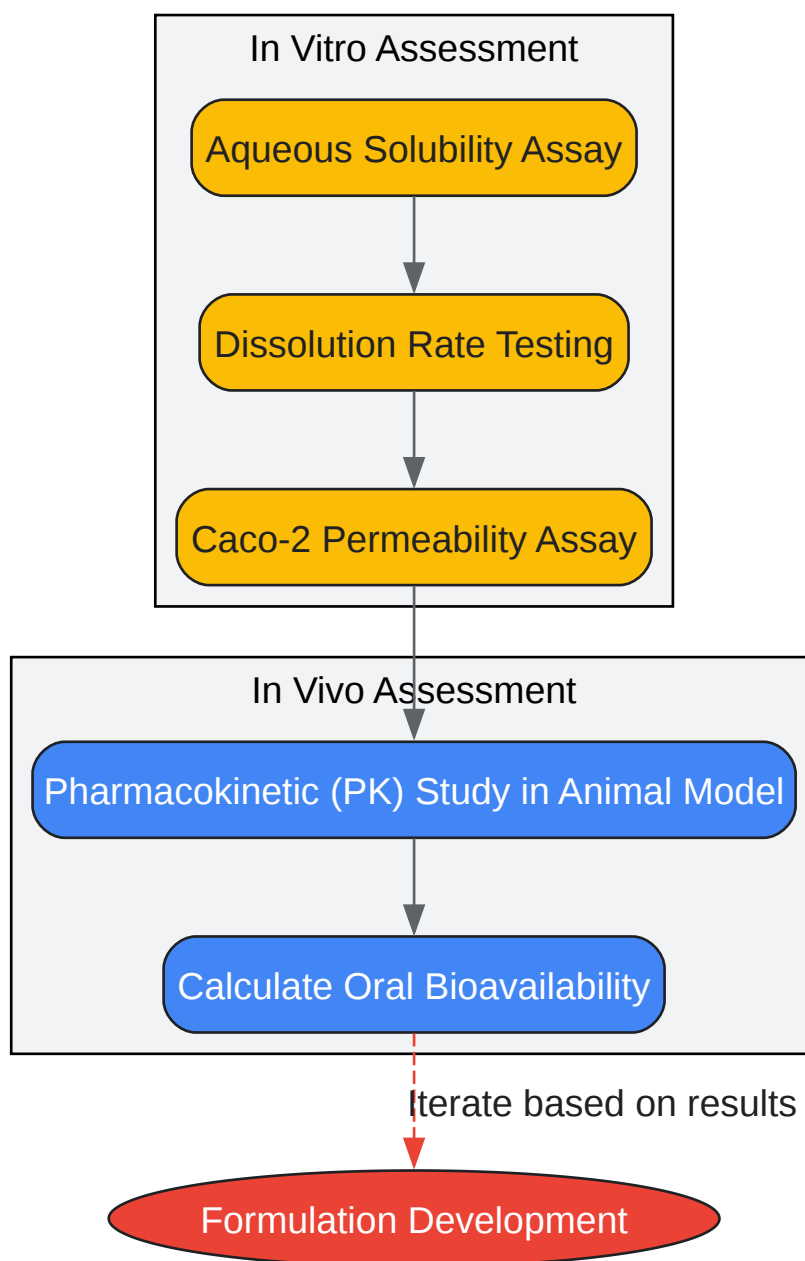 In Vitro Assessment
Aqueous Solubility Assay
Dissolution Rate Testing
Caco-2 Permeability Assay
In Vivo Assessment
Pharmacokinetic (PK) Study in Animal Model
Calculate Oral Bioavailability
Iterate based on results
Formulation Development